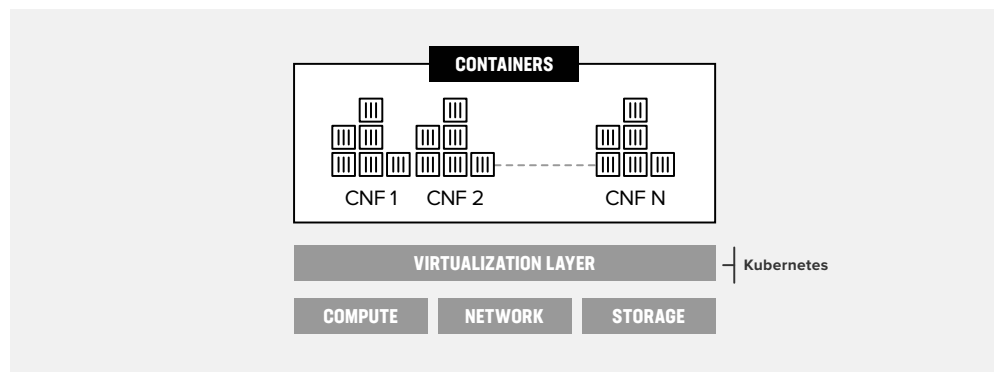 CONTAINERS
CNF 1 CNF 2 CNF N
VIRTUALIZATION LAYER
Kubernetes
COMPUTE NETWORK STORAGE